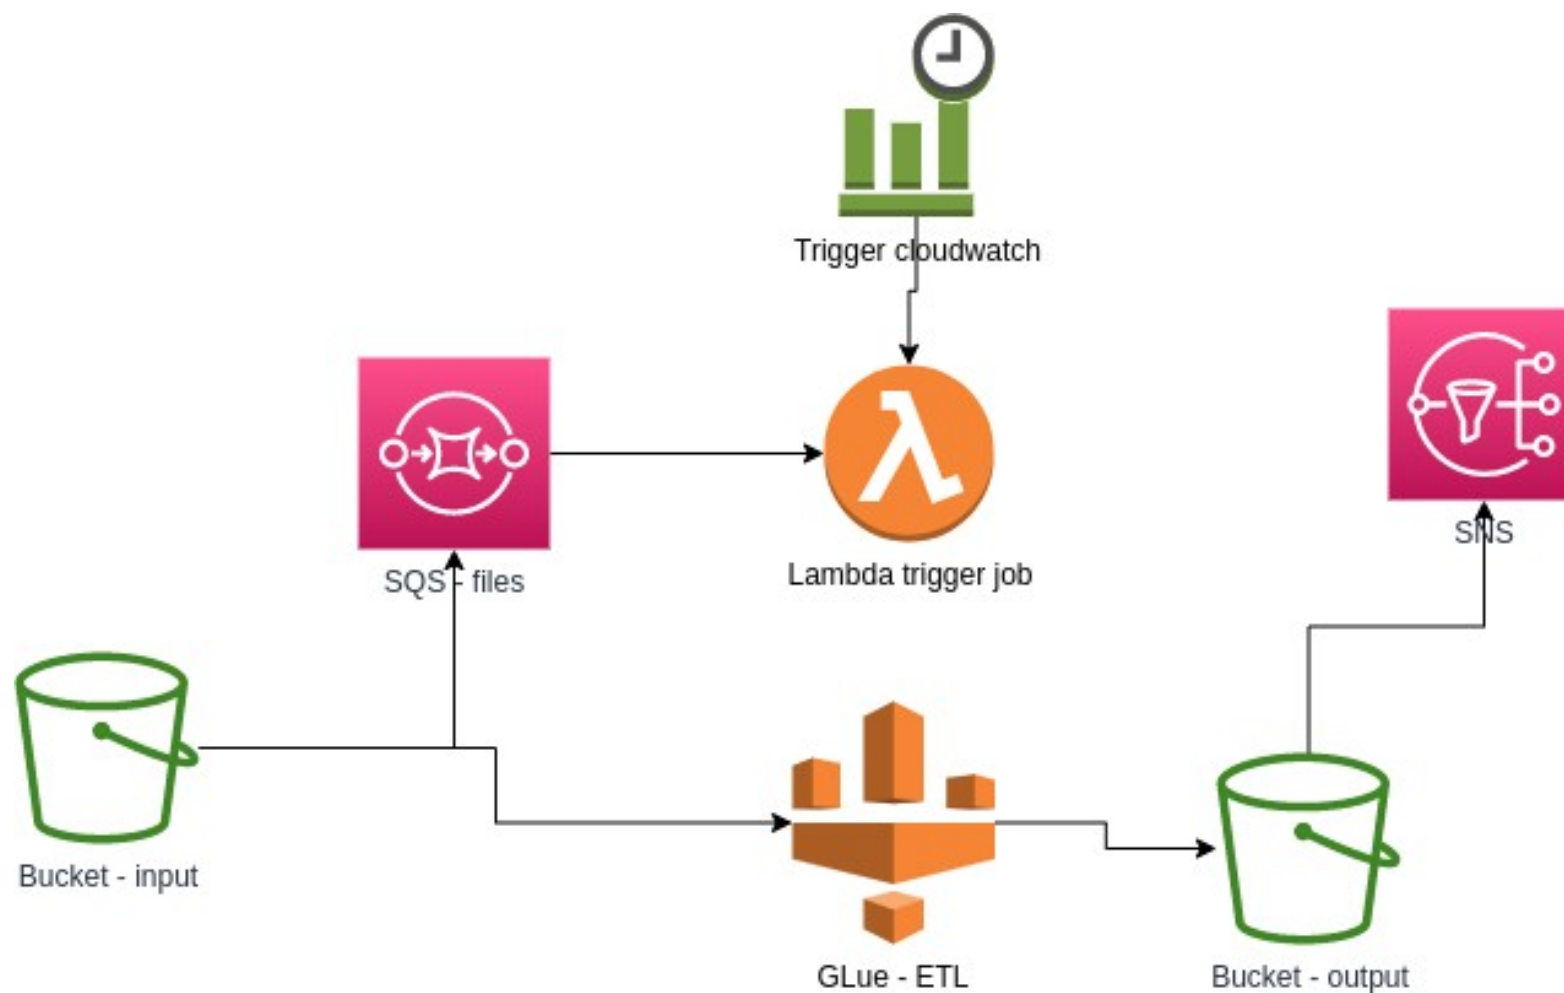 Trigger cloudwatch
SNS
SQS - files
Lambda trigger job
Bucket - input
GLue - ETL
Bucket - output